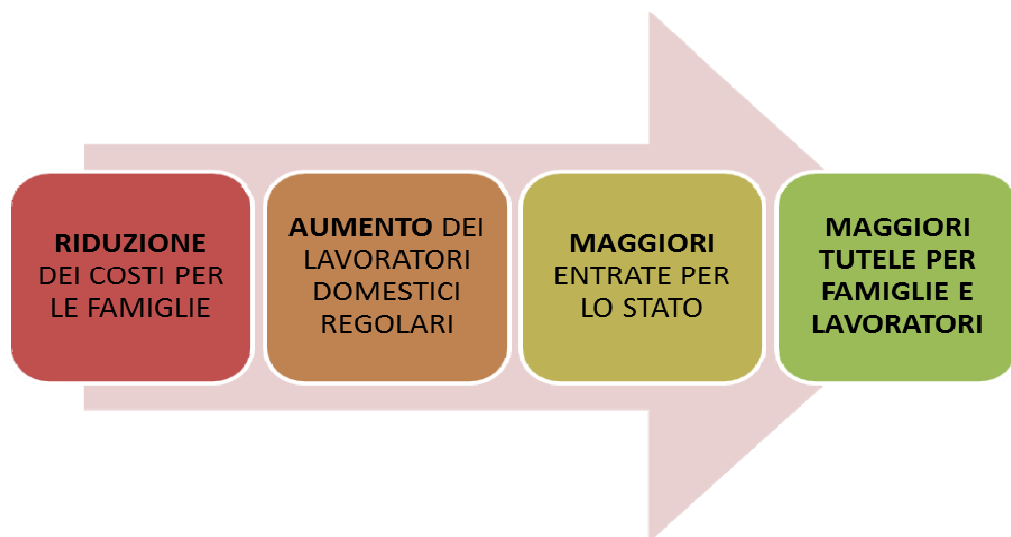 RIDUZIONE
DEI COSTI PER
LE FAMIGLIE
AUMENTO DEI
LAVORATORI
DOMESTICI
REGOLARI
MAGGIORI
ENTRATE PER
LO STATO
MAGGIORI
TUTELE PER
FAMIGLIE E
LAVORATORI